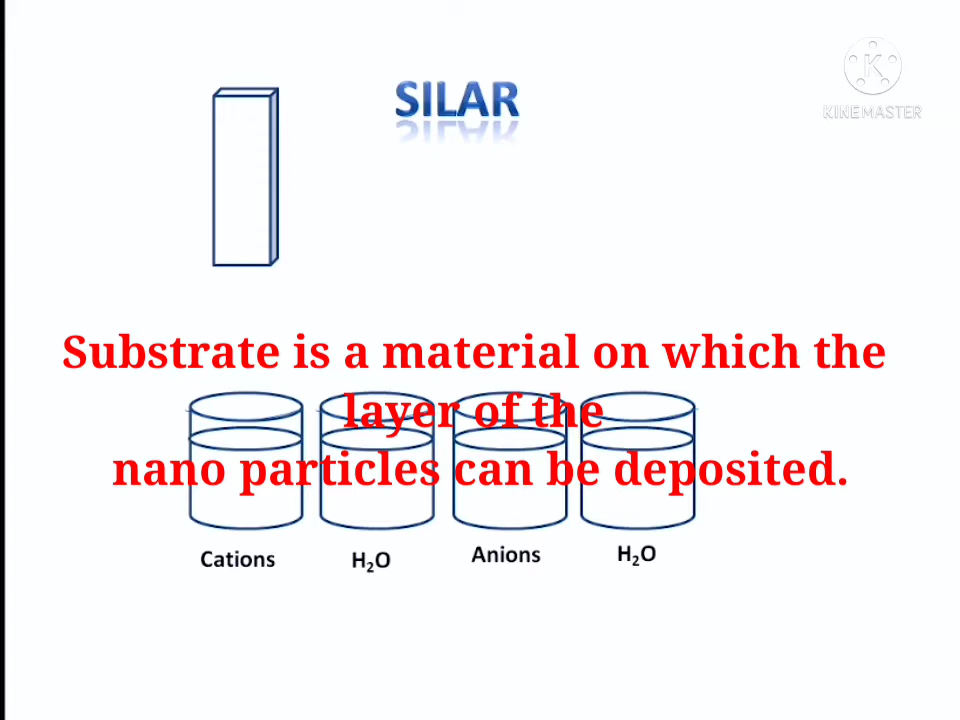 SILAR
K
KINEMASTER
Substrate is a material on which the
layer of the
nano particles can be deposited.
Cations
H₂O
Anions
H₂O